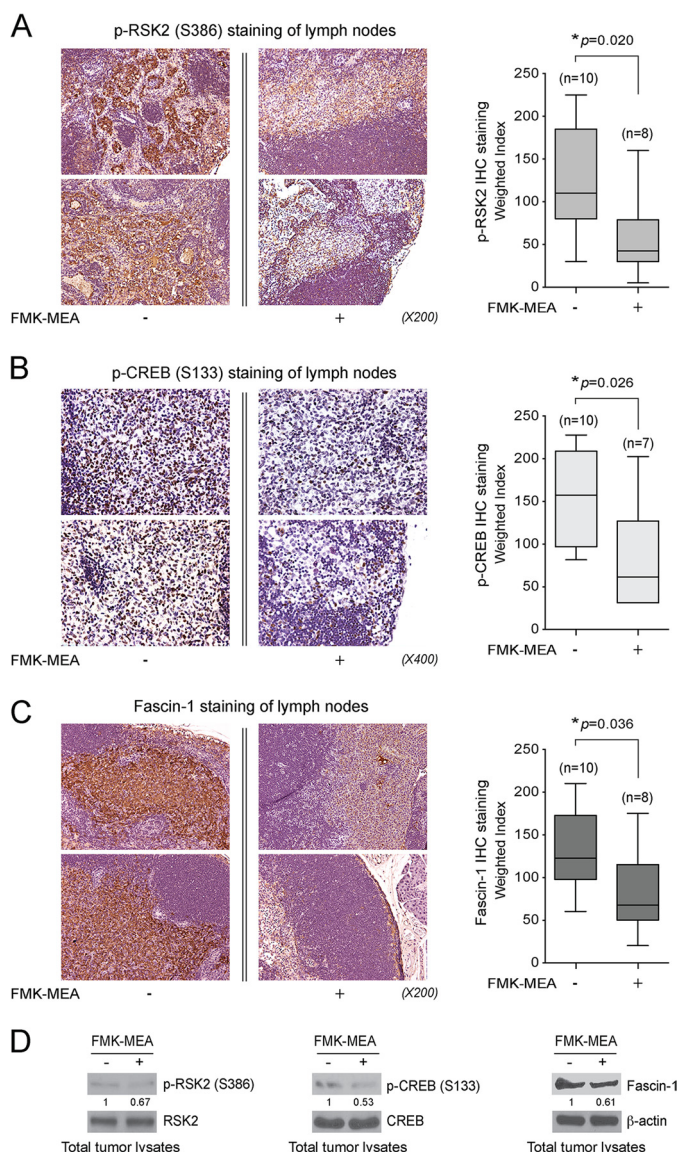 A
p-RSK2 (S386) staining of lymph nodes
FMK-MEA - + (X200)
*p=0.020
(n=10)
(n=8)
p-RSK2 IHC staining
Weighted Index
250
200
150
100
50
0
FMK-MEA - +
B
p-CREB (S133) staining of lymph nodes
FMK-MEA - + (X400)
*p=0.026
(n=10)
(n=7)
p-CREB IHC staining
Weighted Index
250
200
150
100
50
0
FMK-MEA - +
C
Fascin-1 staining of lymph nodes
FMK-MEA - + (X200)
*p=0.036
(n=10)
(n=8)
Fascin-1 IHC staining
Weighted Index
250
200
150
100
50
0
FMK-MEA - +
D
FMK-MEA
- +
p-RSK2 (S386)
1 0.67
RSK2
Total tumor lysates
FMK-MEA
- +
p-CREB (S133)
1 0.53
CREB
Total tumor lysates
FMK-MEA
- +
Fascin-1
1 0.61
β-actin
Total tumor lysates